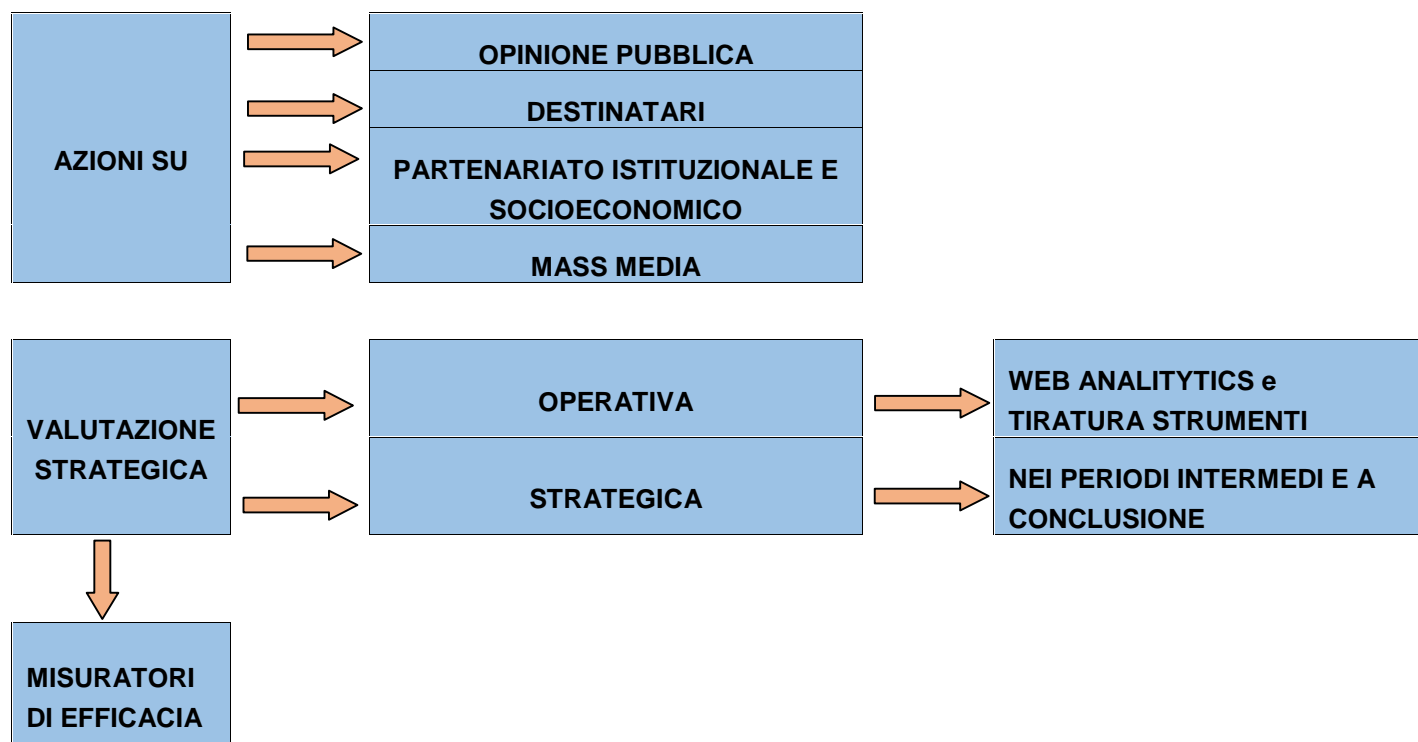 OPINIONE PUBBLICA
DESTINATARI
AZIONI SU
PARTENARIATO ISTITUZIONALE E
SOCIOECONOMICO
MASS MEDIA
VALUTAZIONE
STRATEGICA
OPERATIVA
WEB ANALITYTICS e
TIRATURA STRUMENTI
STRATEGICA
NEI PERIODI INTERMEDI E A
CONCLUSIONE
MISURATORI
DI EFFICACIA